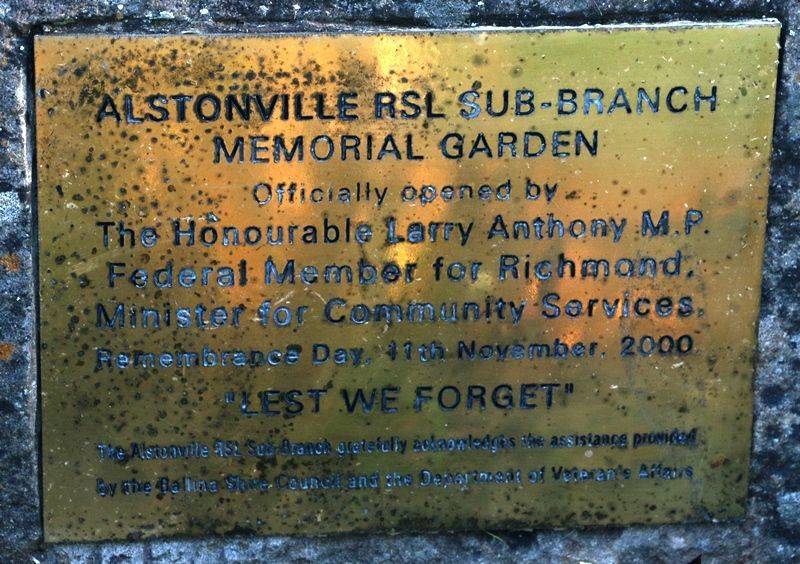 ALSTONVILLE RSL SUB-BRANCH
MEMORIAL GARDEN
Officially opened by
The Honourable Larry Anthony M.P.
Federal Member for Richmond,
Minister for Community Services.
Remembrance Day, 11th November, 2000
"LEST WE FORGET"
The Alstonville RSL Sub-Branch gratefully acknowledges the assistance provided
by the Ballina Shire Council and the Department of Veteran's Affairs